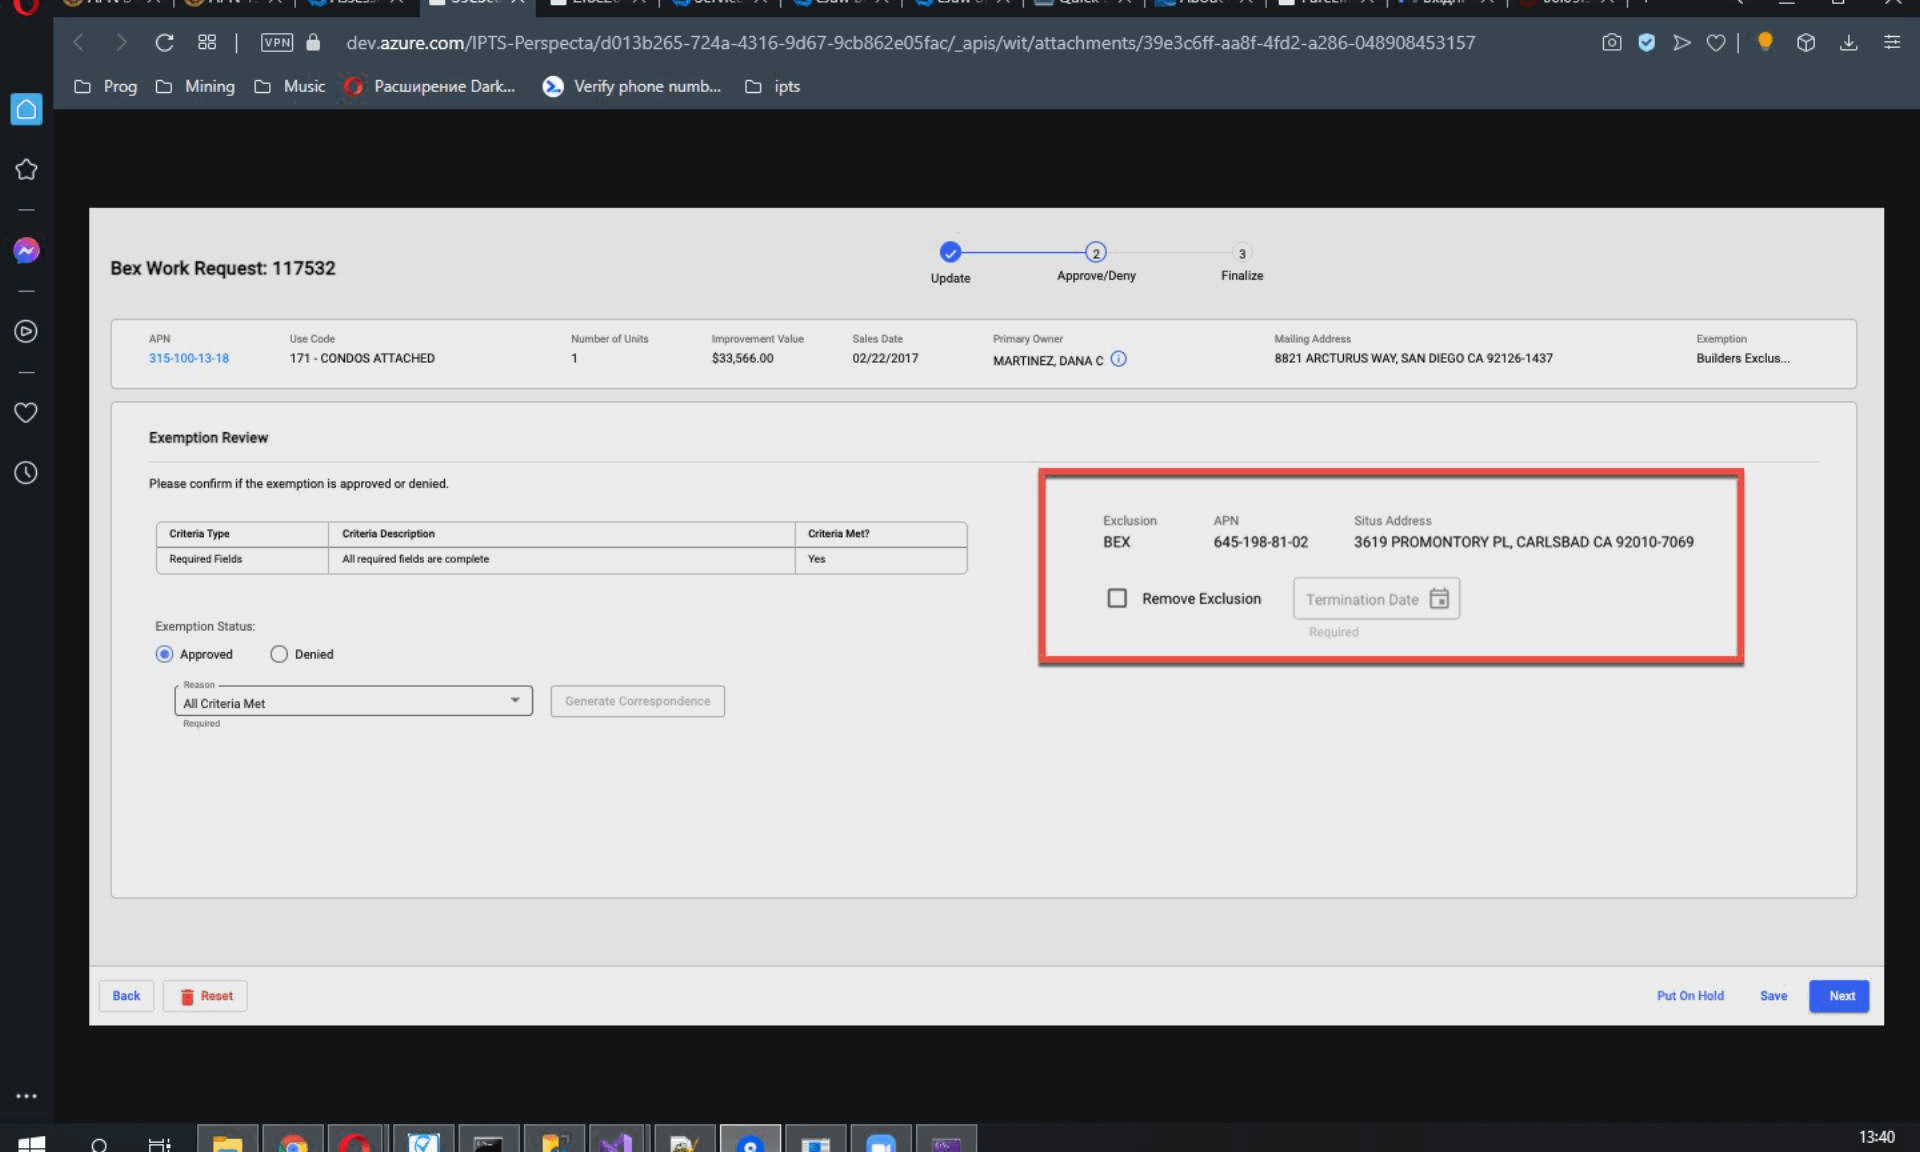 VPN
dev.azure.com/IPTS-Perspecta/d013b265-724a-4316-9d67-9cb862e05fac/_apis/wit/attachments/39e3c6ff-aa8f-4fd2-a286-048908453157
Prog
Mining
Music
Расширение Dark...
Verify phone numb...
ipts
Bex Work Request: 117532
Update
2
Approve/Deny
3
Finalize
APN
315-100-13-18
Use Code
171 - CONDOS ATTACHED
Number of Units
1
Improvement Value
$33,566.00
Sales Date
02/22/2017
Primary Owner
MARTINEZ, DANA C
Mailing Address
8821 ARCTURUS WAY, SAN DIEGO CA 92126-1437
Exemption
Builders Exclus...
Exemption Review
Please confirm if the exemption is approved or denied.
Criteria Type Criteria Description Criteria Met?
Required Fields All required fields are complete Yes
Exemption Status:
Approved Denied
Reason
All Criteria Met
Required
Generate Correspondence
Exclusion
BEX
APN
645-198-81-02
Situs Address
3619 PROMONTORY PL, CARLSBAD CA 92010-7069
Remove Exclusion
Termination Date
Required
Back
Reset
Put On Hold
Save
Next
13:40